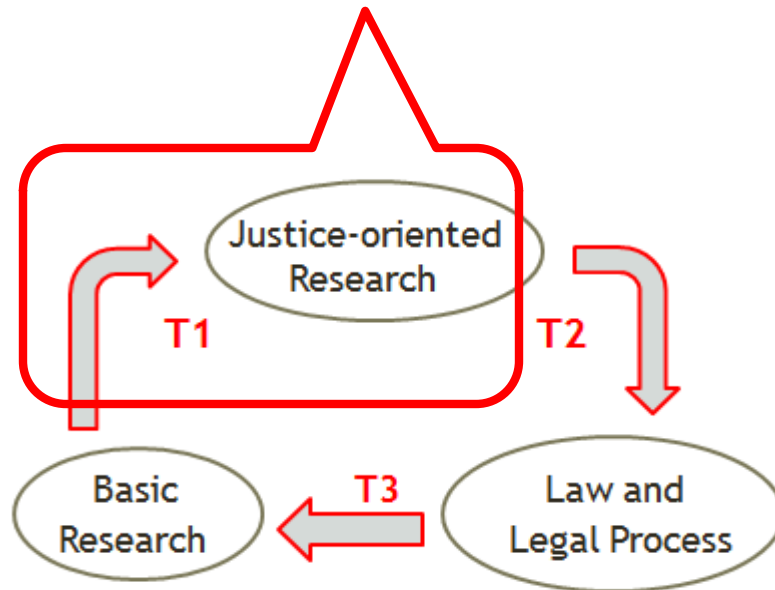 Justice-oriented
Research
T1
T2
Basic
Research
T3
Law and
Legal Process